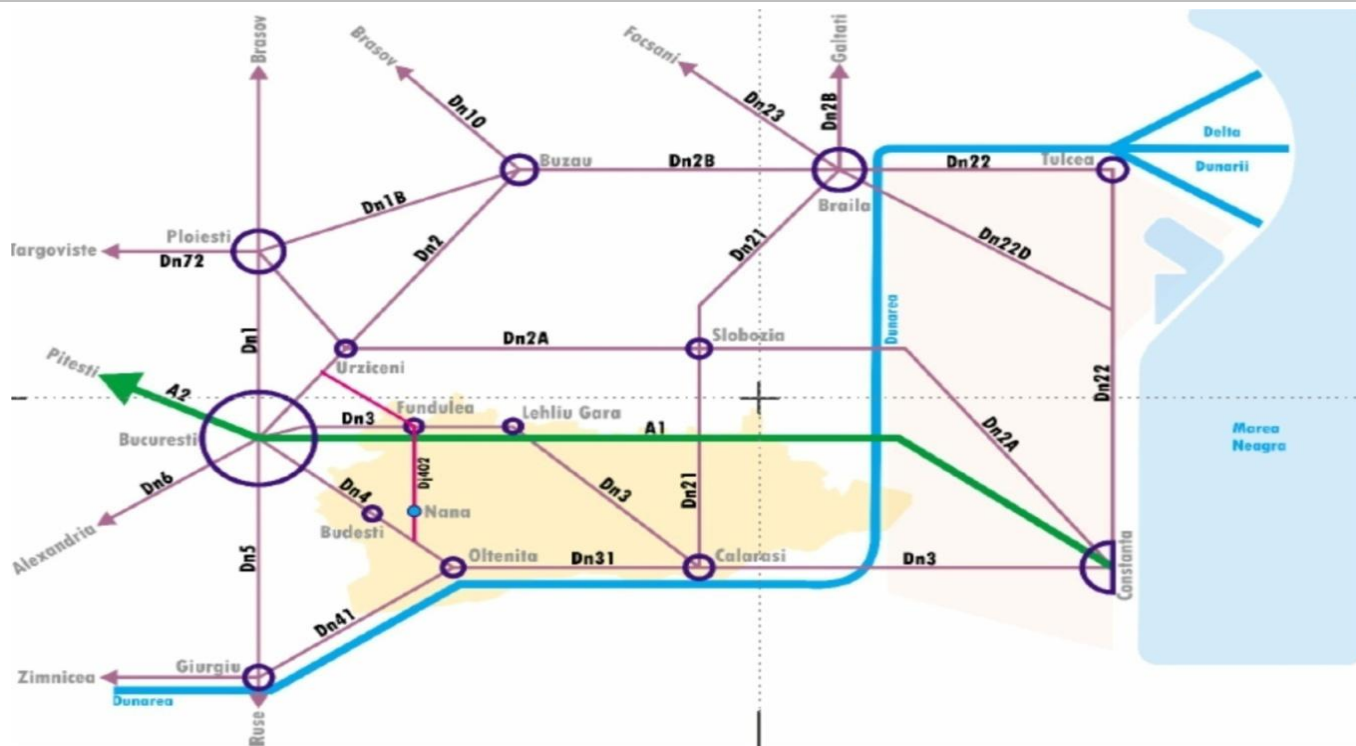 Brasov
Brasov
Focsani
Galtati
Dn10
Dn23
Dn2B
Delta
Dunarii
Buzau
Dn2B
Dn22
Tulcea
Braila
Dn1B
Ploiesti
Targoviste
Dn72
Dn2
Dn21
Dn22D
Dn1
Dn2A
Slobozia
Dunarea
Urziceni
Pitesti
A2
Dn22
Bucuresti
Dn3
Fundulea
Lehliu Gara
A1
Dn2A
Marea
Neagra
Dn6
Dn4
Dj402
Dn3
Dn21
Nana
Budesti
Alexandria
Dn5
Oltenita
Dn31
Calarasi
Dn3
Constanta
Dn41
Zimnicea
Giurgiu
Dunarea
Ruse